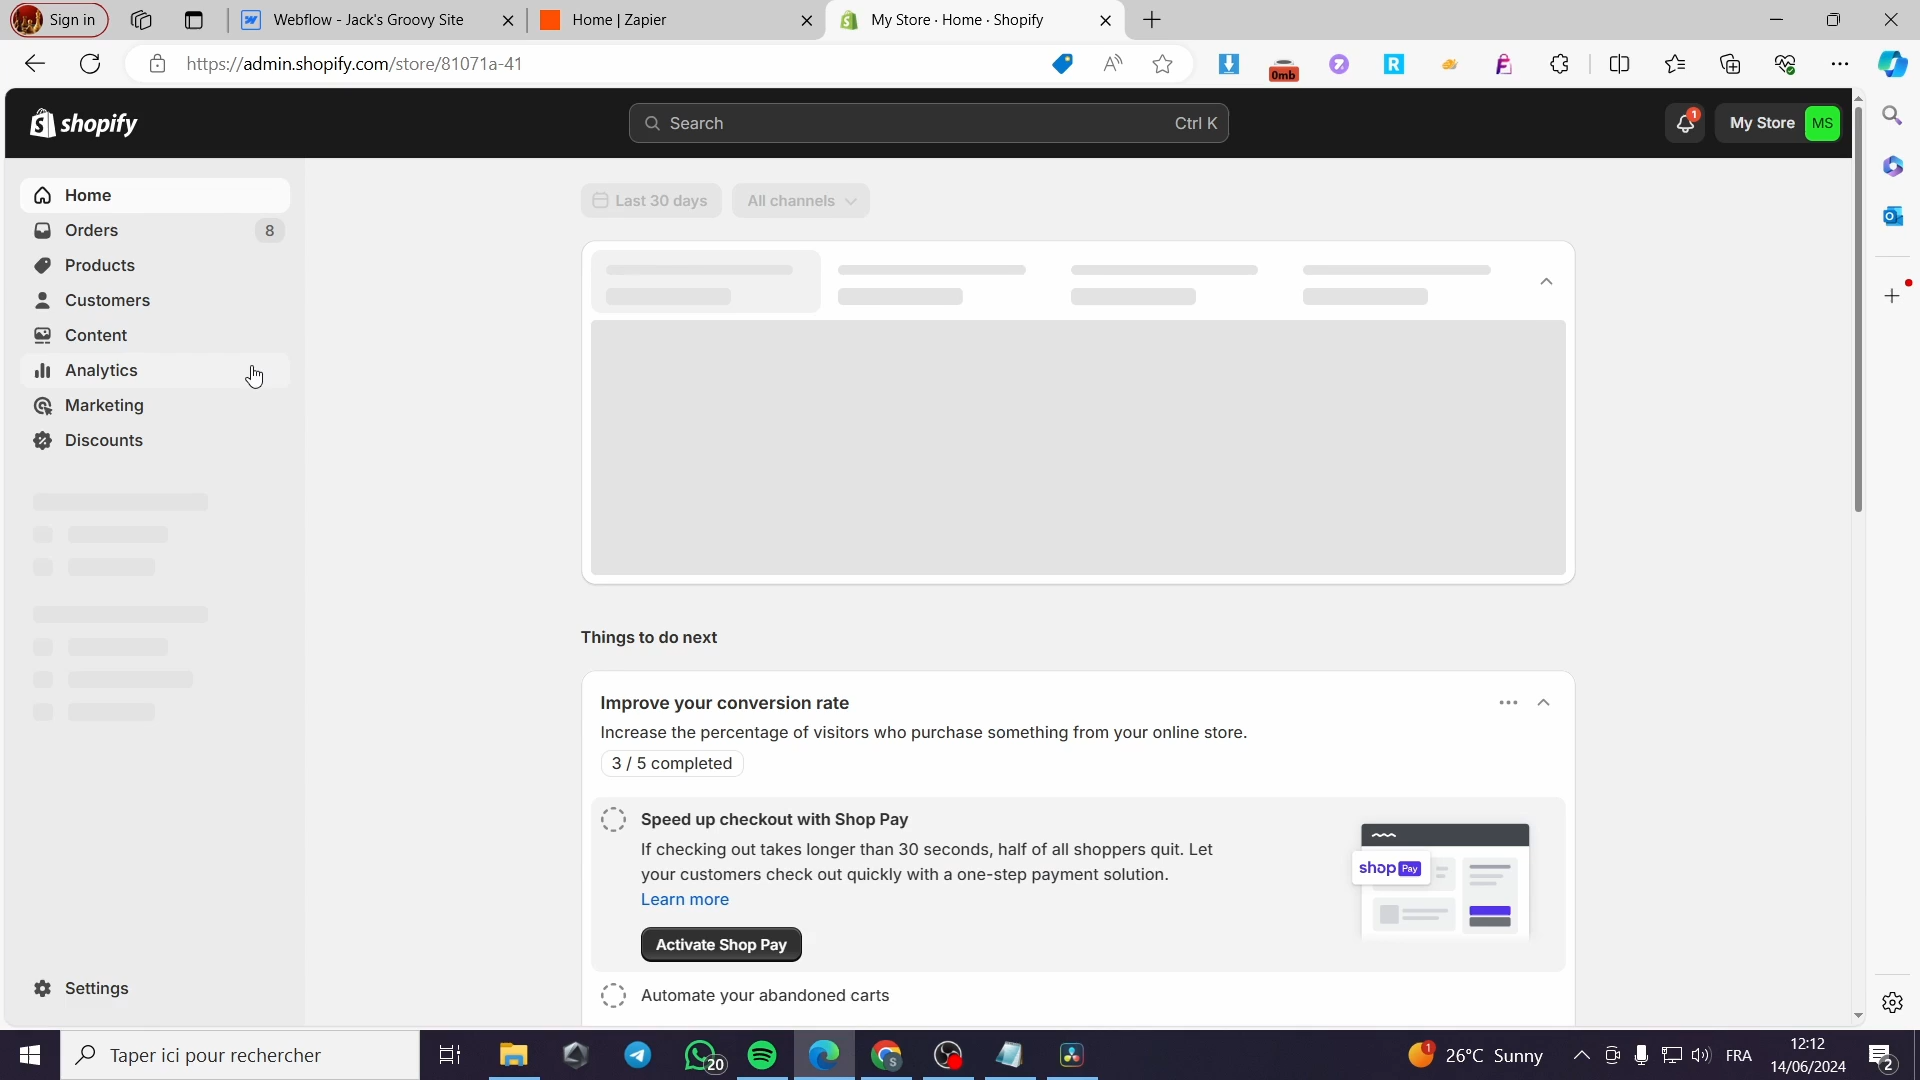 Sign in
Webflow - Jack's Groovy Site
Home | Zapier
My Store · Home · Shopify
https://admin.shopify.com/store/81071a-41
0mb
shopify
Search
Ctrl K
1
My Store
MS
Home
Orders
8
Products
Customers
Content
Analytics
Marketing
Discounts
Settings
Last 30 days
All channels
Things to do next
Improve your conversion rate
Increase the percentage of visitors who purchase something from your online store.
3 / 5 completed
Speed up checkout with Shop Pay
If checking out takes longer than 30 seconds, half of all shoppers quit. Let
your customers check out quickly with a one-step payment solution.
Learn more
Activate Shop Pay
shop Pay
Automate your abandoned carts
Taper ici pour rechercher
20
1
26°C Sunny
FRA
12:12
14/06/2024
2